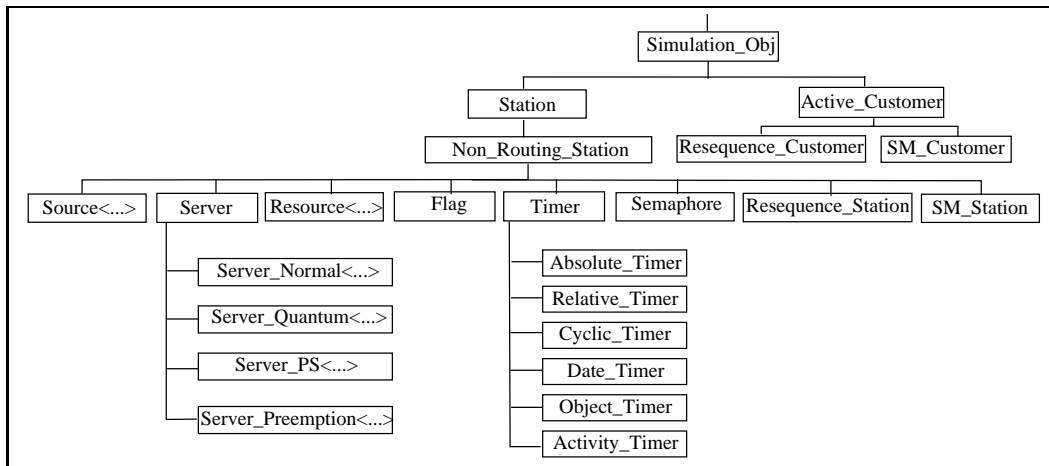 Simulation_Obj
Station
Active_Customer
Non_Routing_Station
Resequence_Customer
SM_Customer
Source<...>
Server
Resource<...>
Flag
Timer
Semaphore
Resequence_Station
SM_Station
Server_Normal<...>
Server_Quantum<...>
Server_PS<...>
Server_Preemption<...>
Absolute_Timer
Relative_Timer
Cyclic_Timer
Date_Timer
Object_Timer
Activity_Timer